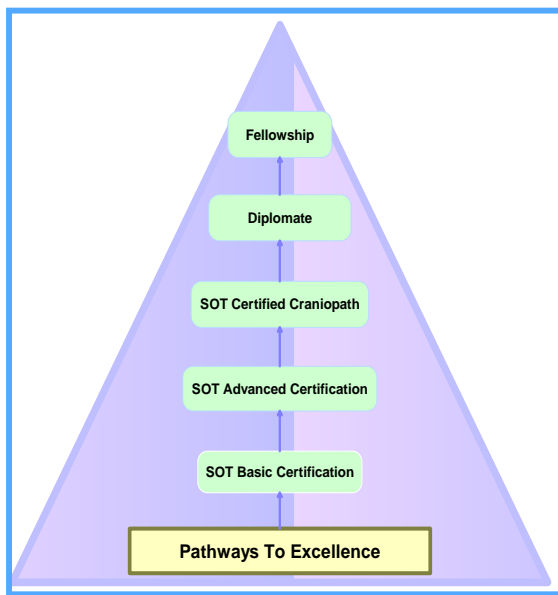 Fellowship
Diplomate
SOT Certified Craniopath
SOT Advanced Certification
SOT Basic Certification
Pathways To Excellence